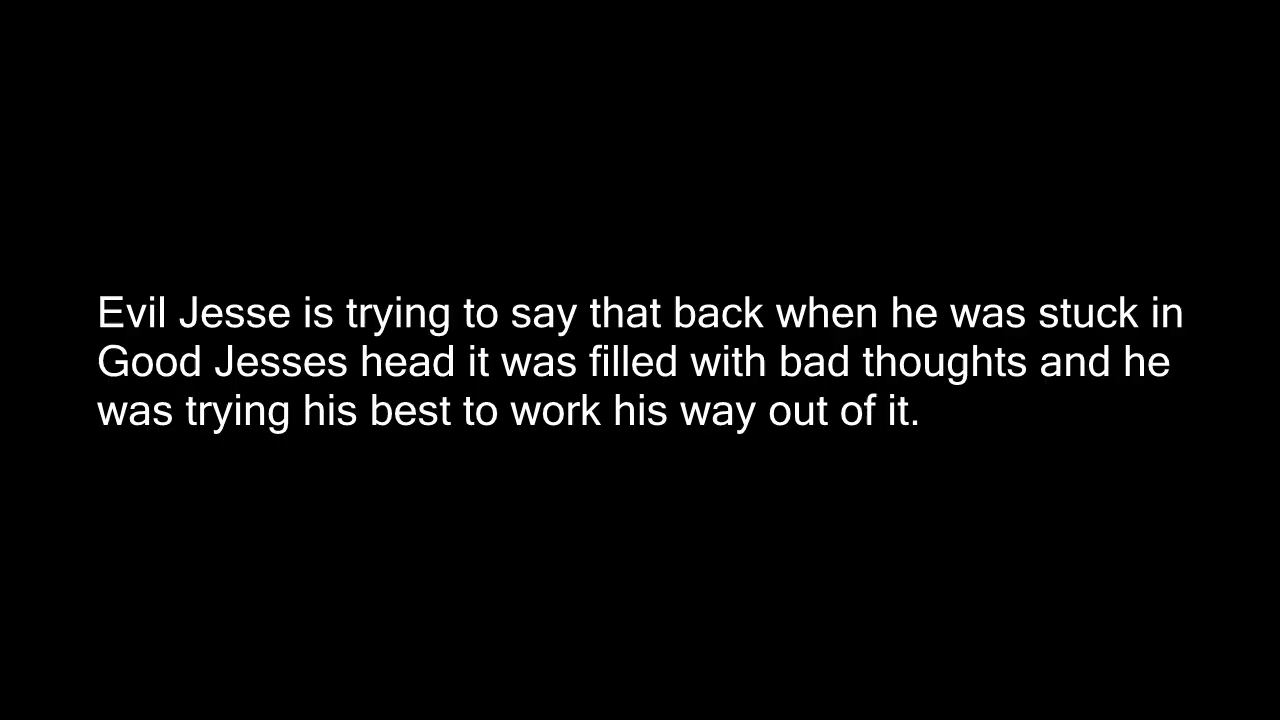 Evil Jesse is trying to say that back when he was stuck in
Good Jesses head it was filled with bad thoughts and he
was trying his best to work his way out of it.